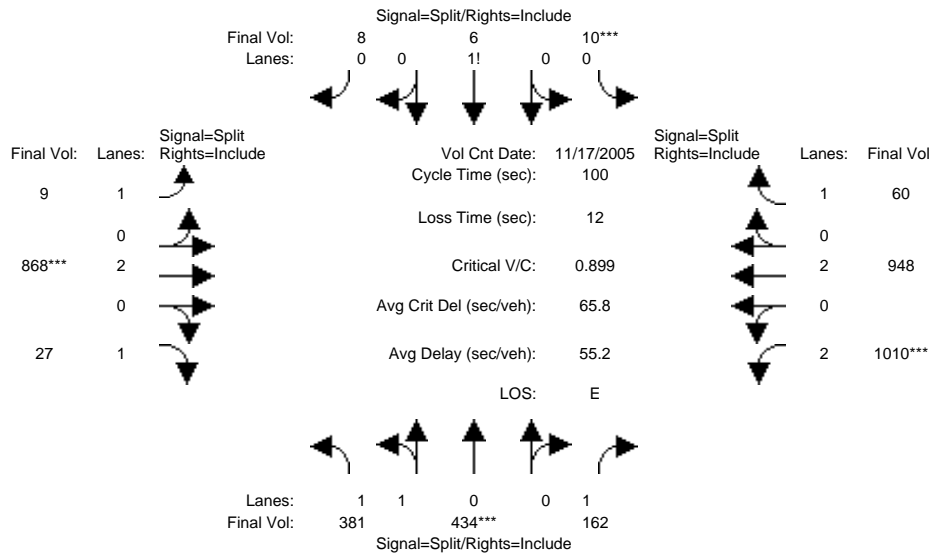 Signal=Split/Rights=Include
Final Vol: 8 6 10***
Lanes: 0 0 1! 0 0
Signal=Split
Final Vol: Lanes: Rights=Include
Vol Cnt Date: 11/17/2005
Signal=Split
Rights=Include Lanes: Final Vol
Cycle Time (sec): 100
9 1
1 60
Loss Time (sec): 12
0
0
868*** 2
Critical V/C: 0.899
2 948
0
Avg Crit Del (sec/veh): 65.8
0
27 1
Avg Delay (sec/veh): 55.2
2 1010***
LOS: E
Lanes: 1 1 0 0 1
Final Vol: 381 434*** 162
Signal=Split/Rights=Include